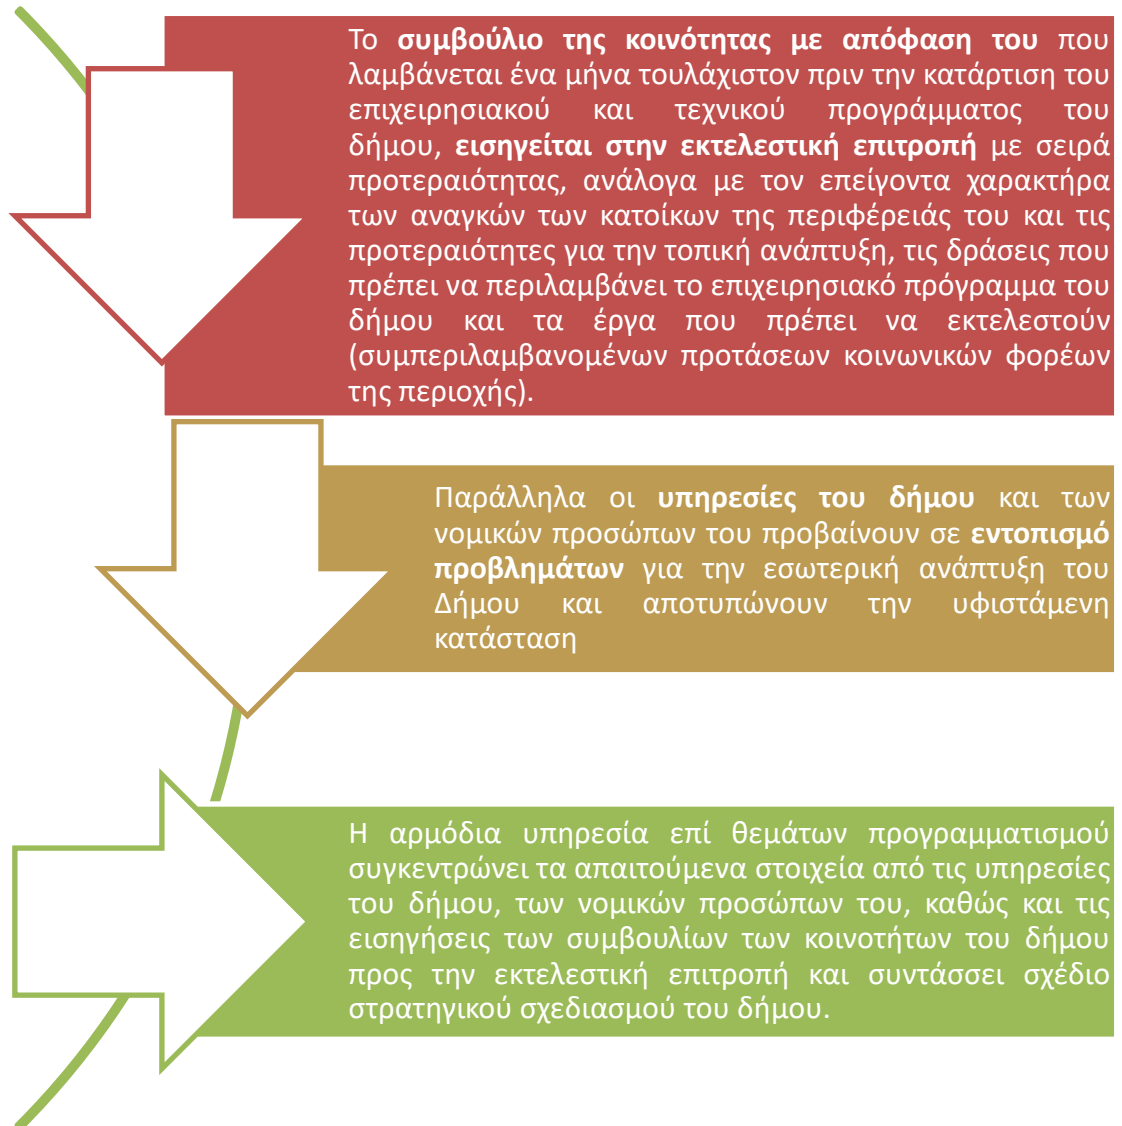 Το συμβούλιο της κοινότητας με απόφαση του που
λαμβάνεται ένα μήνα τουλάχιστον πριν την κατάρτιση του
επιχειρησιακού και τεχνικού προγράμματος του
δήμου, εισηγείται στην εκτελεστική επιτροπή με σειρά
προτεραιότητας, ανάλογα με τον επείγοντα χαρακτήρα
των αναγκών των κατοίκων της περιφέρειάς του και τις
προτεραιότητες για την τοπική ανάπτυξη, τις δράσεις που
πρέπει να περιλαμβάνει το επιχειρησιακό πρόγραμμα του
δήμου και τα έργα που πρέπει να εκτελεστούν
(συμπεριλαμβανομένων προτάσεων κοινωνικών φορέων
της περιοχής).
Παράλληλα οι υπηρεσίες του δήμου και των
νομικών προσώπων του προβαίνουν σε εντοπισμό
προβλημάτων για την εσωτερική ανάπτυξη του
Δήμου και αποτυπώνουν την υφιστάμενη
κατάσταση
Η αρμόδια υπηρεσία επί θεμάτων προγραμματισμού
συγκεντρώνει τα απαιτούμενα στοιχεία από τις υπηρεσίες
του δήμου, των νομικών προσώπων του, καθώς και τις
εισηγήσεις των συμβουλίων των κοινοτήτων του δήμου
προς την εκτελεστική επιτροπή και συντάσσει σχέδιο
στρατηγικού σχεδιασμού του δήμου.